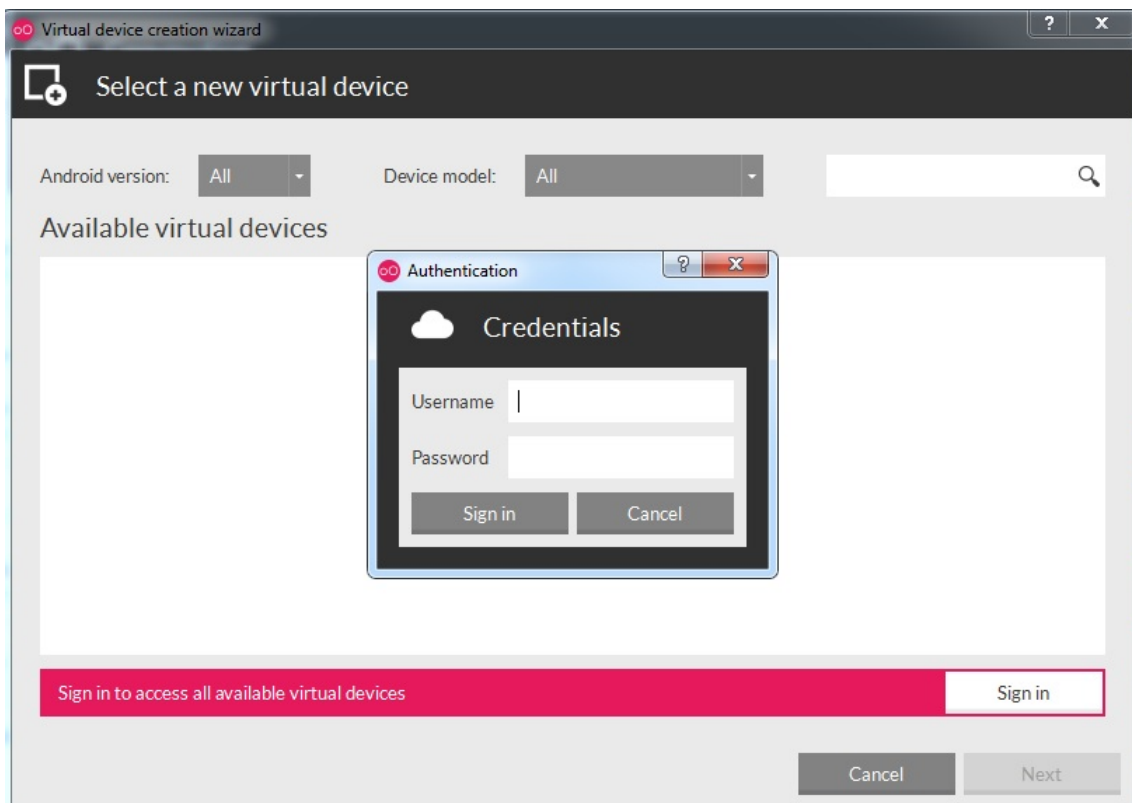 Virtual device creation wizard
Select a new virtual device
Android version: All Device model: All
Available virtual devices
Authentication
Credentials
Username
Password
Sign in Cancel
Sign in to access all available virtual devices Sign in
Cancel Next